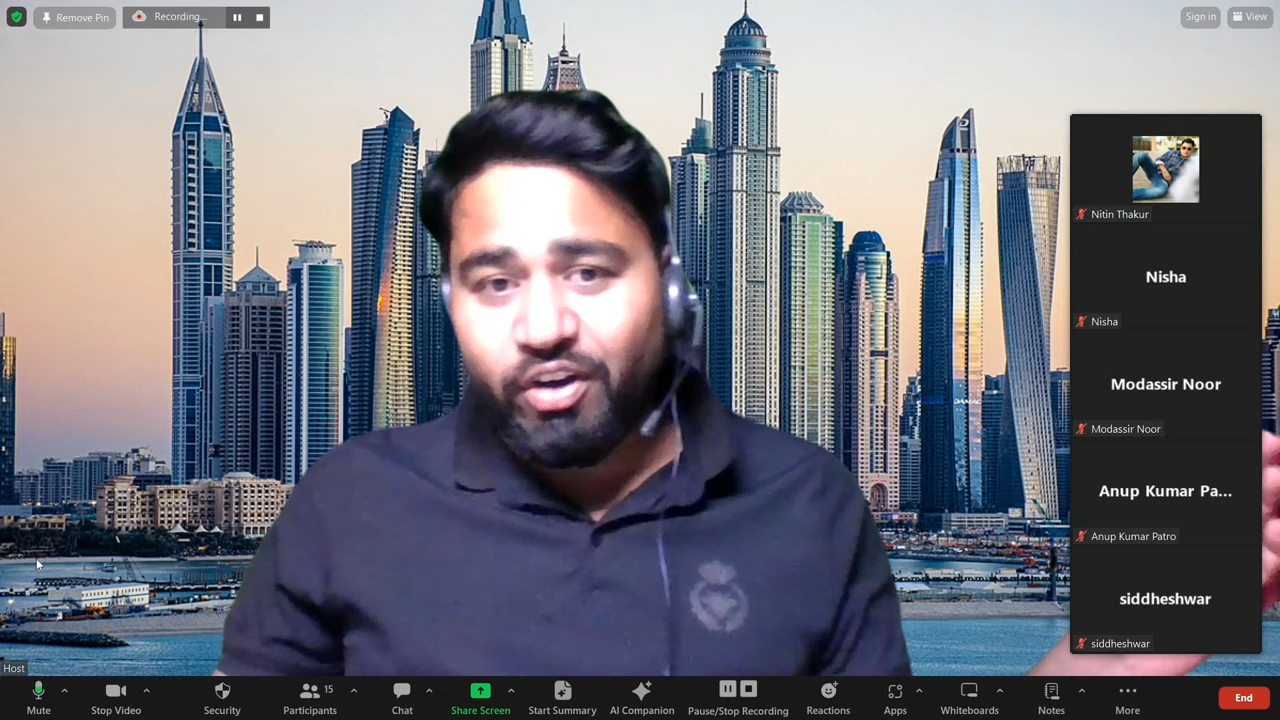 Remove Pin
Recording...
Sign in
View
Nitin Thakur
Nisha
Nisha
Modassir Noor
Modassir Noor
Anup Kumar Pa...
Anup Kumar Patro
siddheshwar
siddheshwar
DAMAC
Host
Mute
Stop Video
Security
15
Participants
Chat
Share Screen
Start Summary
AI Companion
Pause/Stop Recording
Reactions
Apps
Whiteboards
Notes
More
End